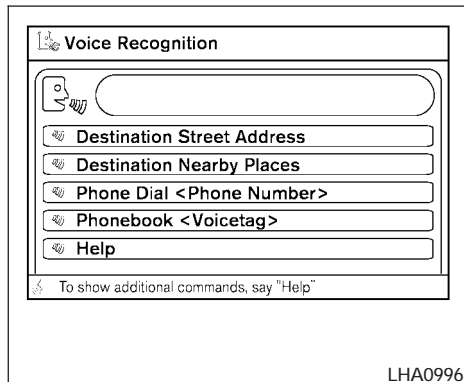 Voice Recognition
Destination Street Address
Destination Nearby Places
Phone Dial <Phone Number>
Phonebook <Voicetag>
Help
To show additional commands, say "Help"
LHA0996